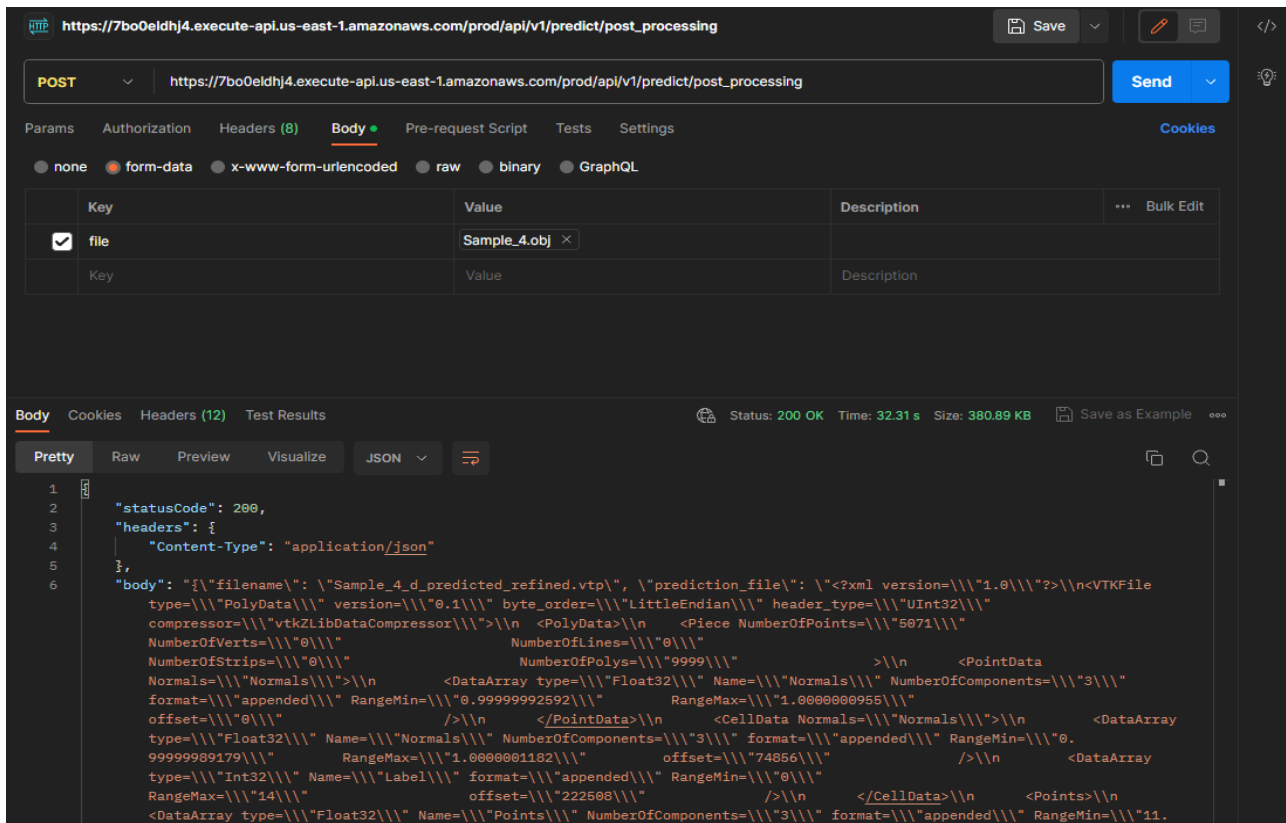 HTTP https://7bo0eldhj4.execute-api.us-east-1.amazonaws.com/prod/api/v1/predict/post_processing Save </>
POST https://7bo0eldhj4.execute-api.us-east-1.amazonaws.com/prod/api/v1/predict/post_processing Send
Params Authorization Headers (8) Body Pre-request Script Tests Settings Cookies
none form-data x-www-form-urlencoded raw binary GraphQL
Key Value Description ••• Bulk Edit
file Sample_4.obj ×
Key Value Description
Body Cookies Headers (12) Test Results Status: 200 OK Time: 32.31 s Size: 380.89 KB Save as Example
Pretty Raw Preview Visualize JSON
1 {
2 "statusCode": 200,
3 "headers": {
4 "Content-Type": "application/json"
5 },
6 "body": "{\"filename\": \"Sample_4_d_predicted_refined.vtp\", \"prediction_file\": \"<?xml version=\\\"1.0\\\"?>\\n<VTKFile
type=\\\"PolyData\\\" version=\\\"0.1\\\" byte_order=\\\"LittleEndian\\\" header_type=\\\"UInt32\\\"
compressor=\\\"vtkZLibDataCompressor\\\">\\n <PolyData>\\n <Piece NumberOfPoints=\\\"5071\\\"
NumberOfVerts=\\\"0\\\" NumberOfLines=\\\"0\\\"
NumberOfStrips=\\\"0\\\" NumberOfPolys=\\\"9999\\\" >\\n <PointData
Normals=\\\"Normals\\\">\\n <DataArray type=\\\"Float32\\\" Name=\\\"Normals\\\" NumberOfComponents=\\\"3\\\"
format=\\\"appended\\\" RangeMin=\\\"0.99999992592\\\" RangeMax=\\\"1.0000000955\\\"
offset=\\\"0\\\" />\\n </PointData>\\n <CellData Normals=\\\"Normals\\\">\\n <DataArray
type=\\\"Float32\\\" Name=\\\"Normals\\\" NumberOfComponents=\\\"3\\\" format=\\\"appended\\\" RangeMin=\\\"0.
99999989179\\\" RangeMax=\\\"1.0000001182\\\" offset=\\\"74856\\\" />\\n <DataArray
type=\\\"Int32\\\" Name=\\\"Label\\\" format=\\\"appended\\\" RangeMin=\\\"0\\\"
RangeMax=\\\"14\\\" offset=\\\"222508\\\" />\\n </CellData>\\n <Points>\\n
<DataArray type=\\\"Float32\\\" Name=\\\"Points\\\" NumberOfComponents=\\\"3\\\" format=\\\"appended\\\" RangeMin=\\\"11.